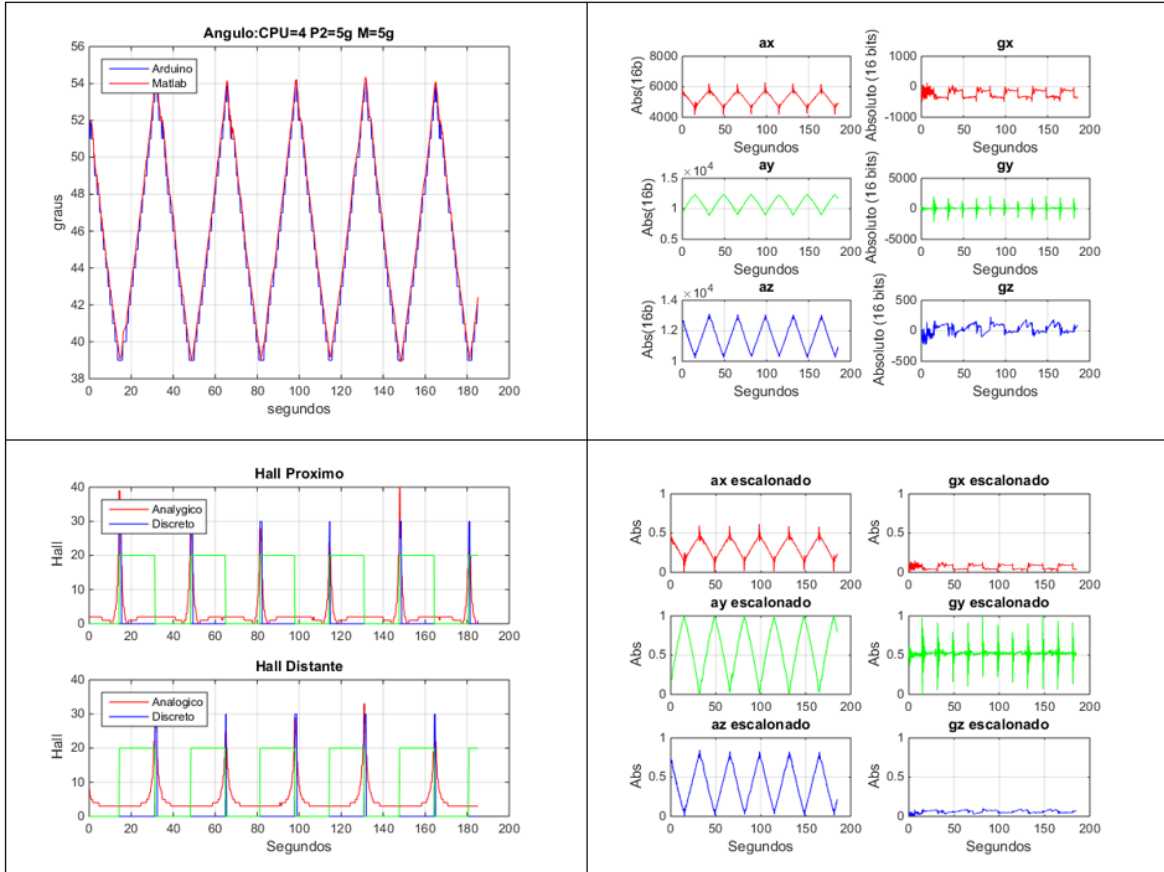 Angulo:CPU=4 P2=5g M=5g
56
54
52
50
48
46
44
42
40
38
graus
Arduino
Matlab
0 20 40 60 80 100 120 140 160 180 200
segundos
ax
8000
6000
4000
Abs(16b)
0 50 100 150 200
Segundos
gx
1000
0
-1000
Absoluto (16 bits)
0 50 100 150 200
Segundos
ay
× 10^4
1.5
1
0.5
Abs(16b)
0 50 100 150 200
Segundos
gy
5000
0
-5000
Absoluto (16 bits)
0 50 100 150 200
Segundos
az
× 10^4
1.4
1.2
1
Abs(16b)
0 50 100 150 200
Segundos
gz
500
0
-500
Absoluto (16 bits)
0 50 100 150 200
Segundos
Hall Proximo
40
30
20
10
0
Hall
Analygico
Discreto
0 20 40 60 80 100 120 140 160 180 200
Hall Distante
40
30
20
10
0
Hall
Analogico
Discreto
0 20 40 60 80 100 120 140 160 180 200
Segundos
ax escalonado
1
0.5
0
Abs
0 50 100 150 200
gx escalonado
1
0.5
0
Abs
0 50 100 150 200
ay escalonado
1
0.5
0
Abs
0 50 100 150 200
gy escalonado
1
0.5
0
Abs
0 50 100 150 200
az escalonado
1
0.5
0
Abs
0 50 100 150 200
Segundos
gz escalonado
1
0.5
0
Abs
0 50 100 150 200
Segundos